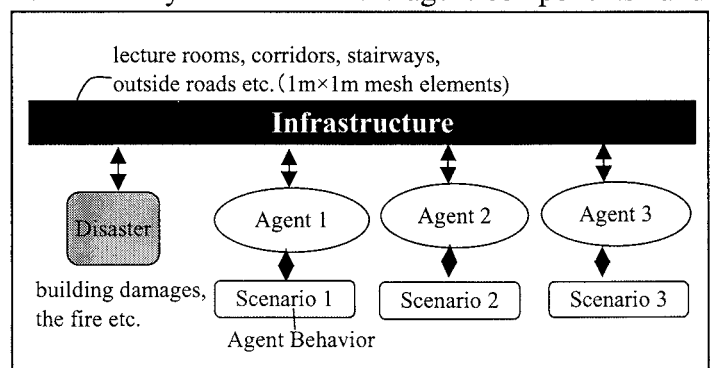 lecture rooms, corridors, stairways,
outside roads etc.(1m×1m mesh elements)
Infrastructure
Disaster
Agent 1
Agent 2
Agent 3
building damages,
the fire etc.
Scenario 1
Scenario 2
Scenario 3
Agent Behavior